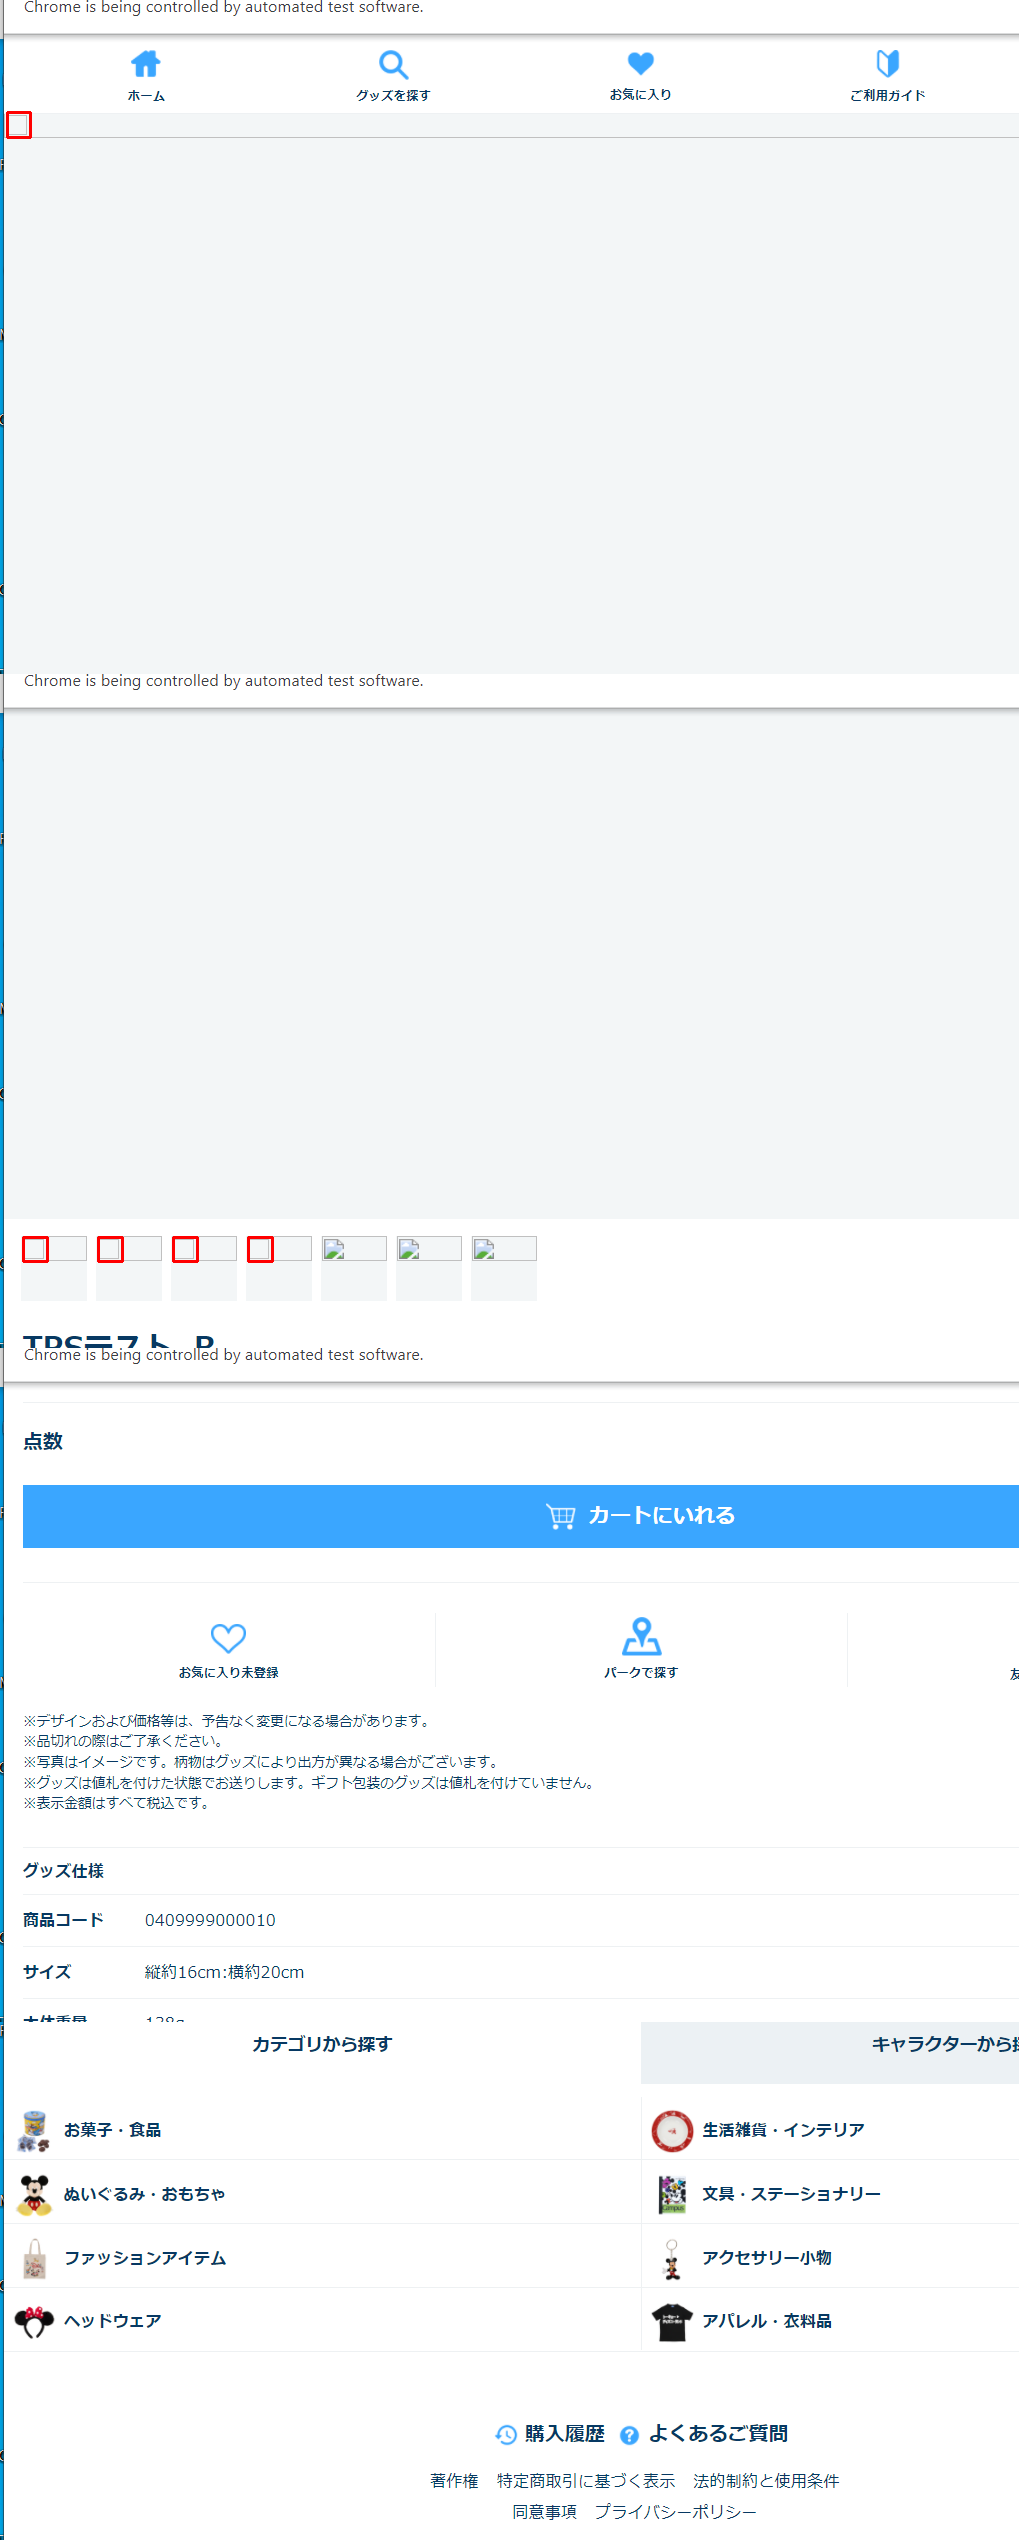 Chrome is being controlled by automated test software.
ホーム グッズを探す お気に入り ご利用ガイド
Chrome is being controlled by automated test software.
TPSテスト R
Chrome is being controlled by automated test software.
点数
カートにいれる
お気に入り未登録 パークで探す 友
※デザインおよび価格等は、予告なく変更になる場合があります。
※品切れの際はご了承ください。
※写真はイメージです。柄物はグッズにより出方が異なる場合がございます。
※グッズは値札を付けた状態でお送りします。ギフト包装のグッズは値札を付けていません。
※表示金額はすべて税込です。
グッズ仕様
商品コード 0409999000010
サイズ 縦約16cm:横約20cm
本体重量 138g
カテゴリから探す キャラクターから探
お菓子・食品 生活雑貨・インテリア
ぬいぐるみ・おもちゃ 文具・ステーショナリー
ファッションアイテム アクセサリー小物
ヘッドウェア アパレル・衣料品
購入履歴 よくあるご質問
著作権 特定商取引に基づく表示 法的制約と使用条件
同意事項 プライバシーポリシー